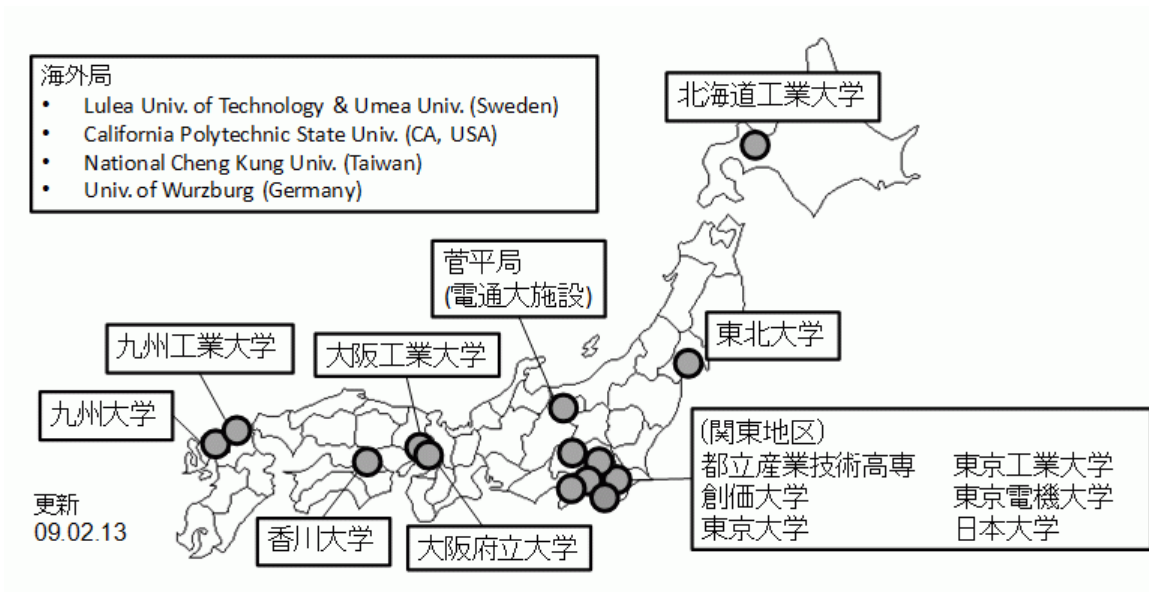 海外局
• Lulea Univ. of Technology & Umea Univ. (Sweden)
• California Polytechnic State Univ. (CA, USA)
• National Cheng Kung Univ. (Taiwan)
• Univ. of Wurzburg (Germany)
北海道工業大学
菅平局
(電通大施設)
東北大学
九州工業大学
大阪工業大学
九州大学
(関東地区)
都立産業技術高専 東京工業大学
創価大学 東京電機大学
東京大学 日本大学
更新
09.02.13
香川大学
大阪府立大学